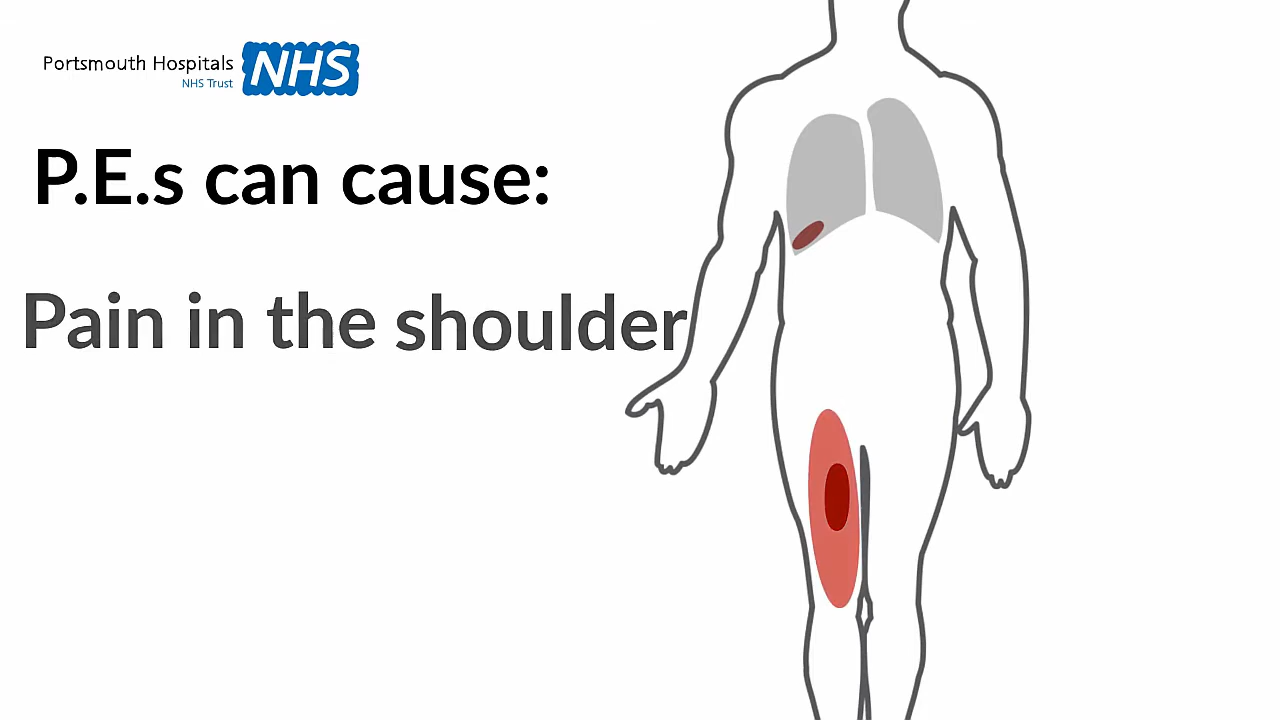 Portsmouth Hospitals NHS
NHS Trust
P.E.s can cause:
Pain in the shoulder